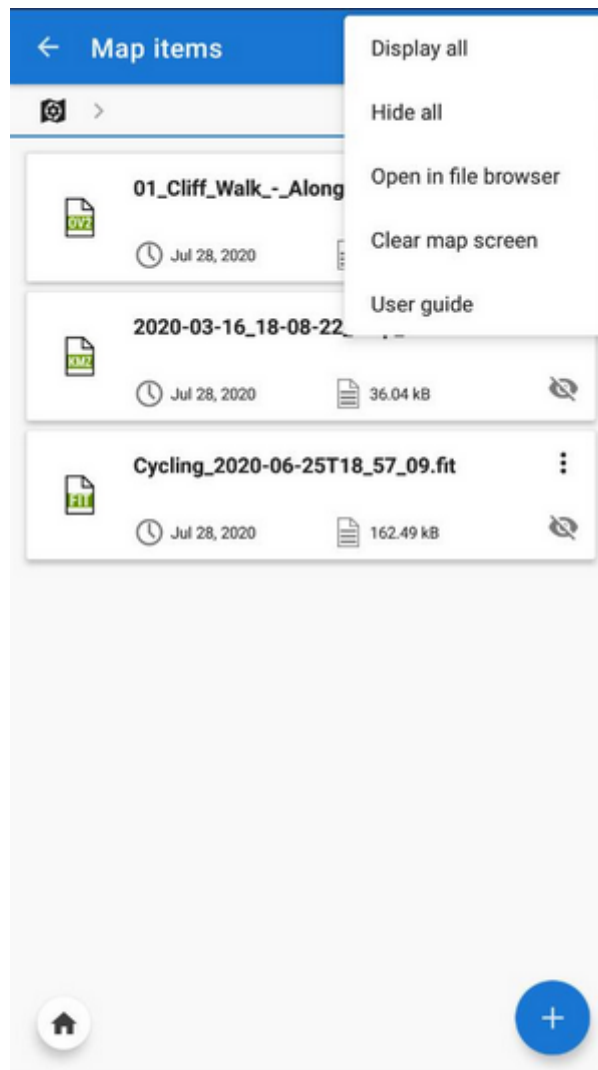 Map items
Display all
Hide all
Open in file browser
Clear map screen
User guide
OV2
01_Cliff_Walk_-_Along
Jul 28, 2020
KMZ
2020-03-16_18-08-22_
Jul 28, 2020
36.04 kB
FIT
Cycling_2020-06-25T18_57_09.fit
Jul 28, 2020
162.49 kB